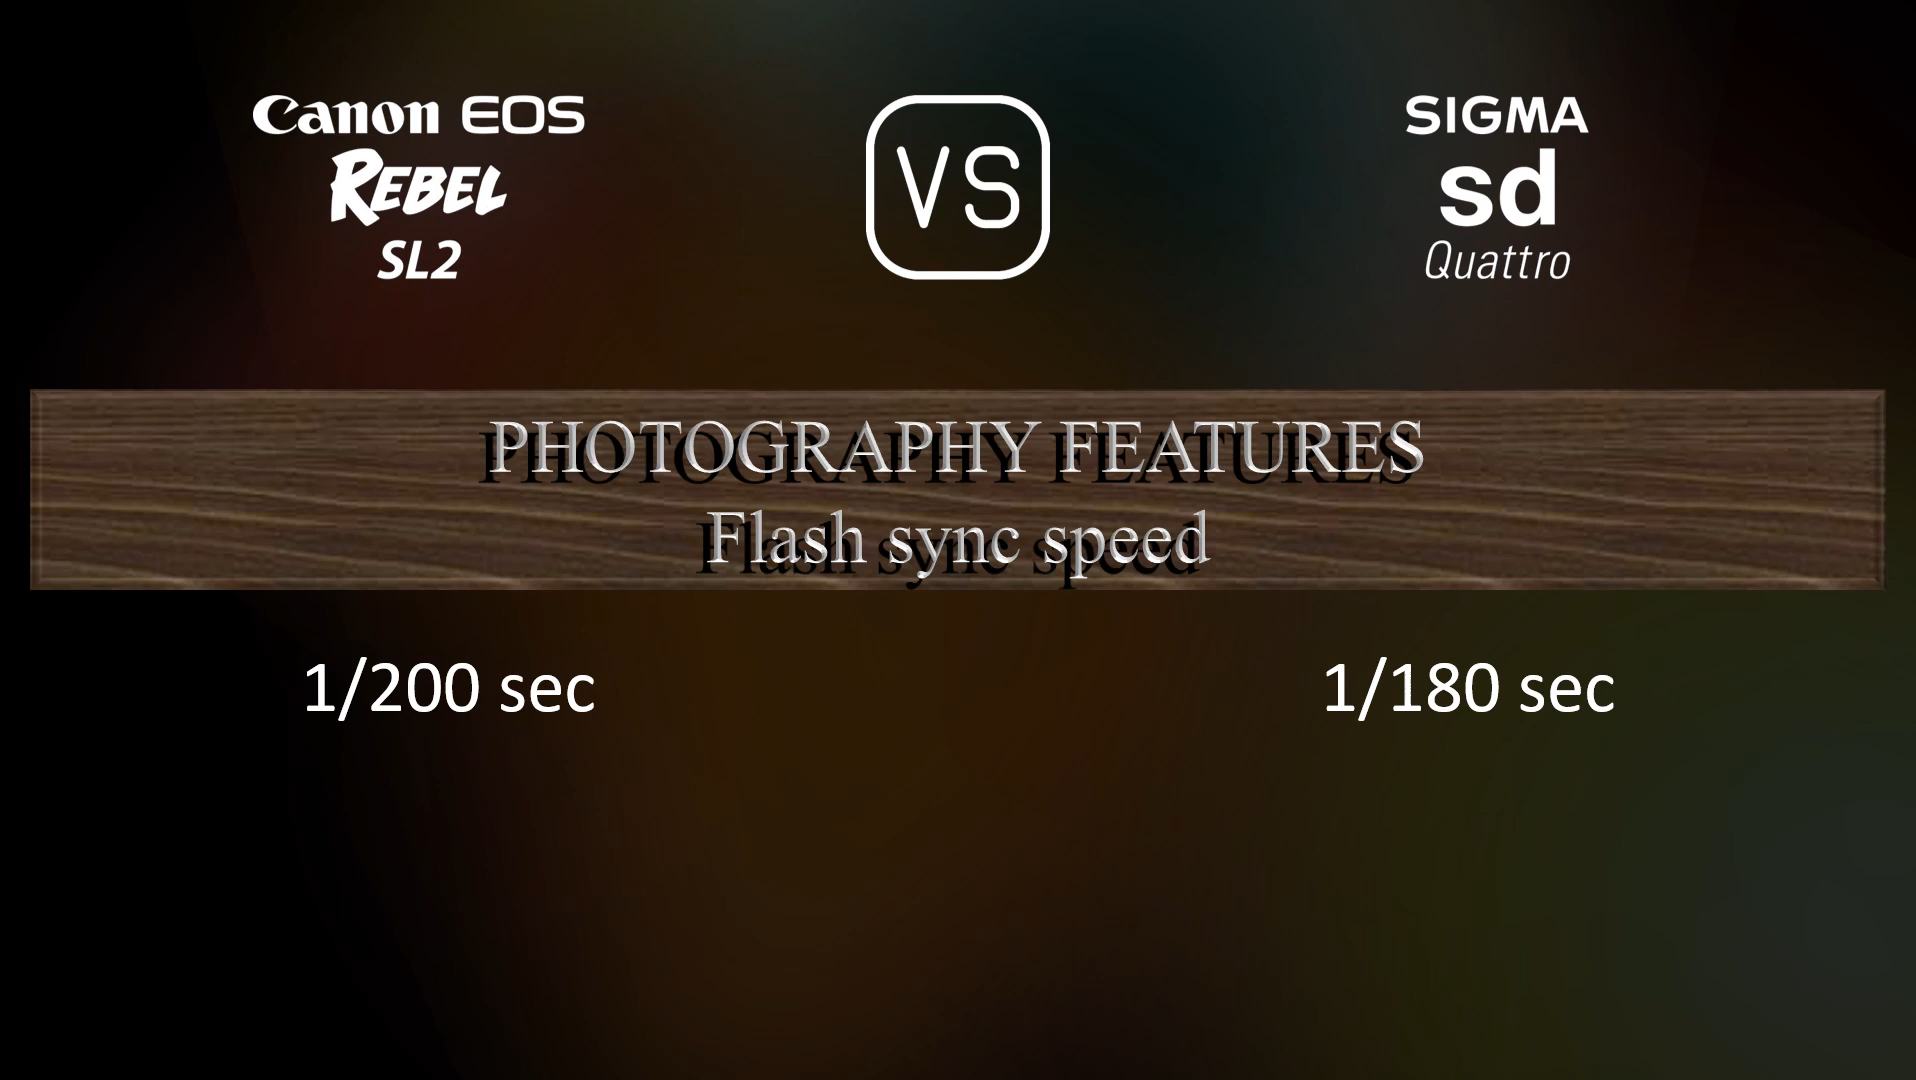 Canon EOS
REBEL
SL2
VS
SIGMA
sd
Quattro
PHOTOGRAPHY FEATURES
Flash sync speed
1/200 sec
1/180 sec